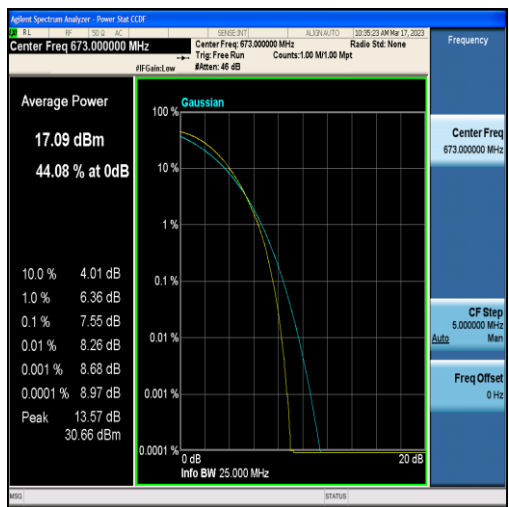 Agilent Spectrum Analyzer - Power Stat CCDF
RL RF 50 Ω AC SENSE:INT ALIGN AUTO 10:35:23 AM Mar 17, 2023
Center Freq 673.000000 MHz
Center Freq: 673.000000 MHz Radio Std: None
Trig: Free Run Counts:1.00 M/1.00 Mpt
#IFGain:Low #Atten: 46 dB
Frequency
Average Power
17.09 dBm
44.08 % at 0dB
10.0 % 4.01 dB
1.0 % 6.36 dB
0.1 % 7.55 dB
0.01 % 8.26 dB
0.001 % 8.68 dB
0.0001 % 8.97 dB
Peak 13.57 dB
30.66 dBm
Gaussian
100 %
10 %
1 %
0.1 %
0.01 %
0.001 %
0.0001 %
0 dB 20 dB
Info BW 25.000 MHz
Center Freq
673.000000 MHz
CF Step
5.000000 MHz
Auto Man
Freq Offset
0 Hz
MSG STATUS